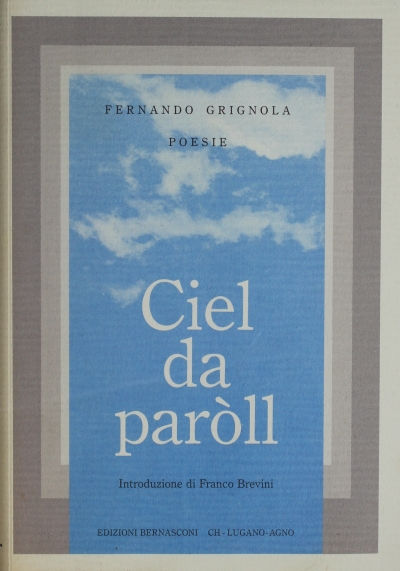 FERNANDO GRIGNOLA
POESIE
Ciel
da
paròll
Introduzione di Franco Brevini
EDIZIONI BERNASCONI CH - LUGANO - AGNO